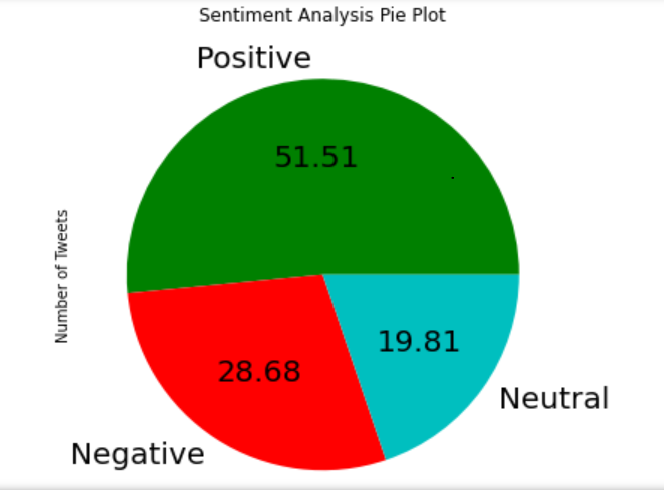 Sentiment Analysis Pie Plot
Positive
51.51
Number of Tweets
19.81
28.68
Neutral
Negative